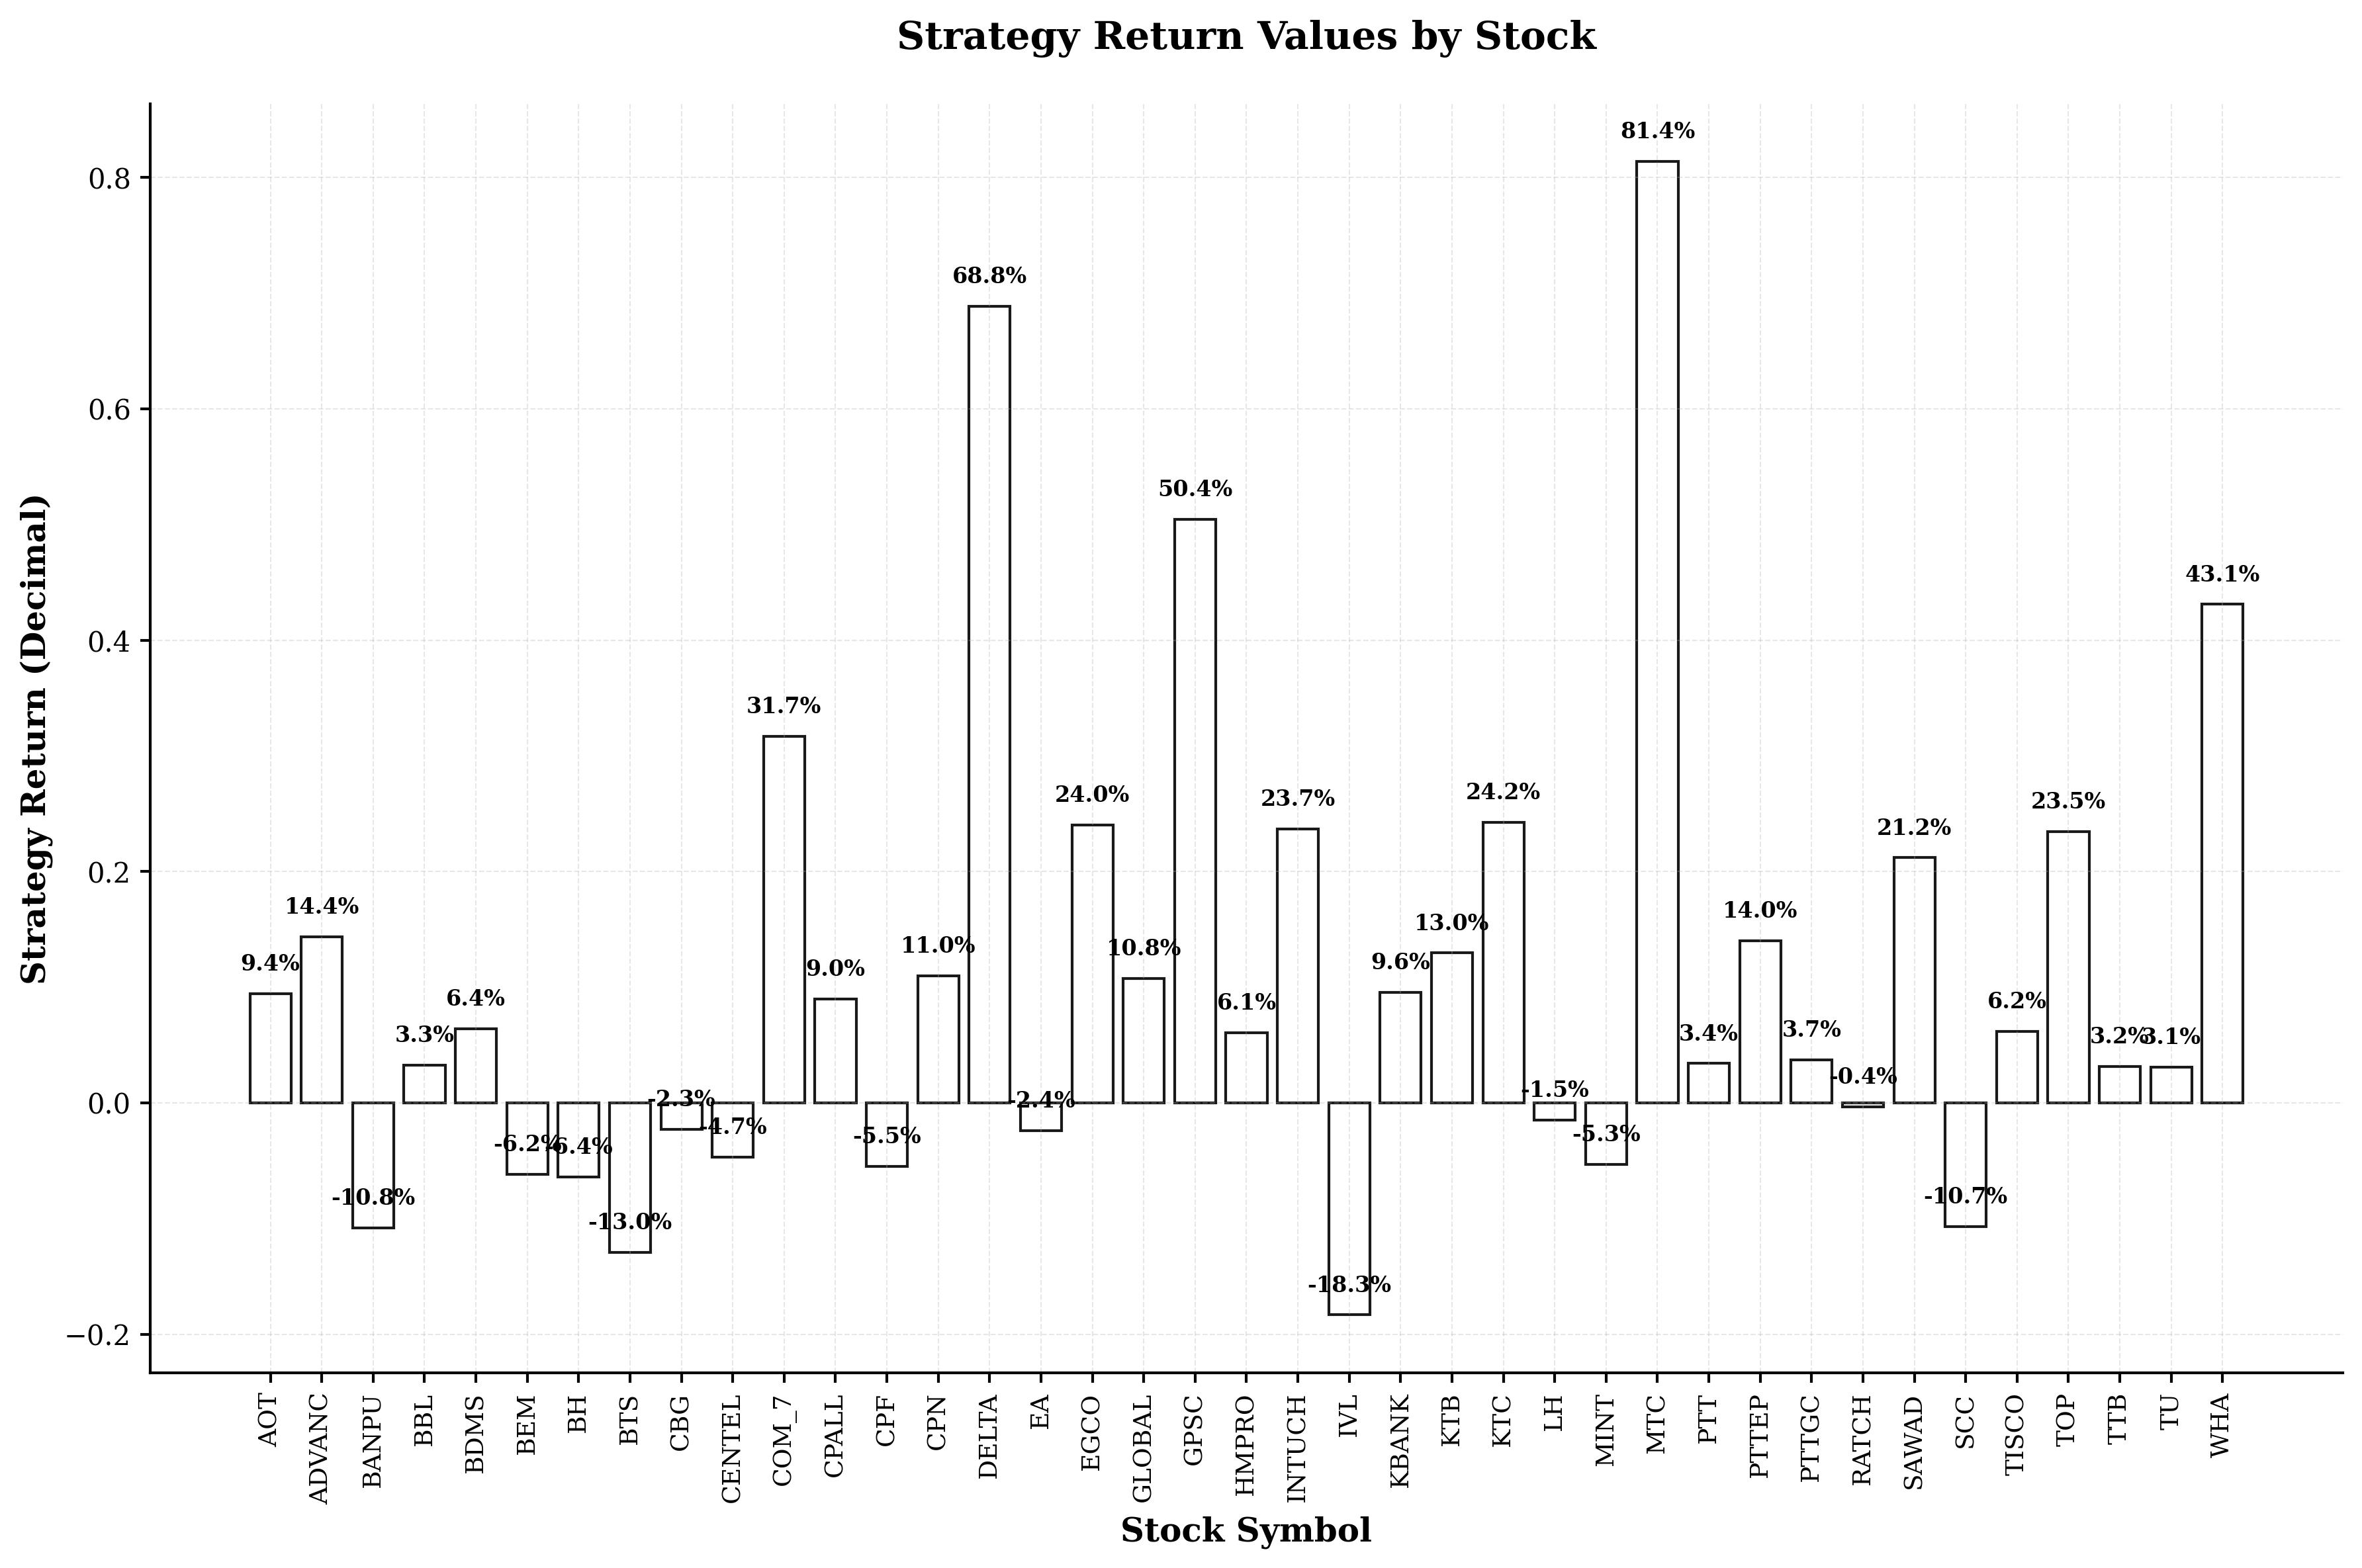 Strategy Return Values by Stock
Strategy Return (Decimal)
0.8
0.6
0.4
0.2
0.0
−0.2
9.4%
14.4%
-10.8%
3.3%
6.4%
-6.2%
-6.4%
-13.0%
-2.3%
-4.7%
31.7%
9.0%
-5.5%
11.0%
68.8%
-2.4%
24.0%
10.8%
50.4%
6.1%
23.7%
-18.3%
9.6%
13.0%
24.2%
-1.5%
-5.3%
81.4%
3.4%
14.0%
3.7%
-0.4%
21.2%
-10.7%
6.2%
23.5%
3.2%
3.1%
43.1%
AOT
ADVANC
BANPU
BBL
BDMS
BEM
BH
BTS
CBG
CENTEL
COM_7
CPALL
CPF
CPN
DELTA
EA
EGCO
GLOBAL
GPSC
HMPRO
INTUCH
IVL
KBANK
KTB
KTC
LH
MINT
MTC
PTT
PTTEP
PTTGC
RATCH
SAWAD
SCC
TISCO
TOP
TTB
TU
WHA
Stock Symbol